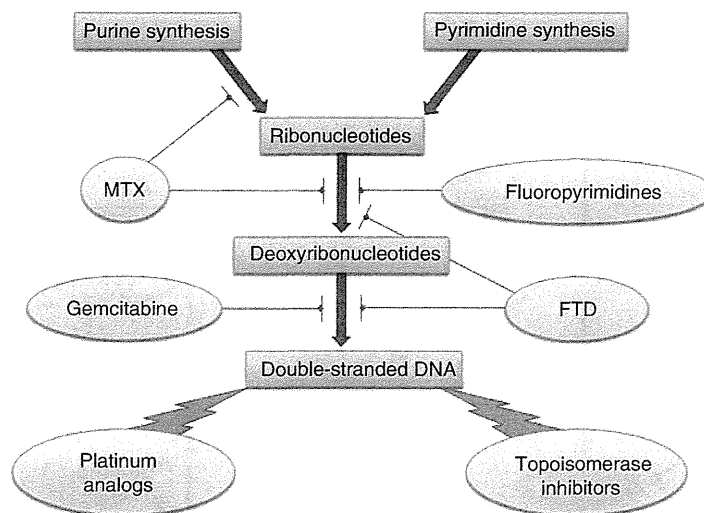 Purine synthesis
Pyrimidine synthesis
Ribonucleotides
MTX
Fluoropyrimidines
Deoxyribonucleotides
Gemcitabine
FTD
Double-stranded DNA
Platinum
analogs
Topoisomerase
inhibitors